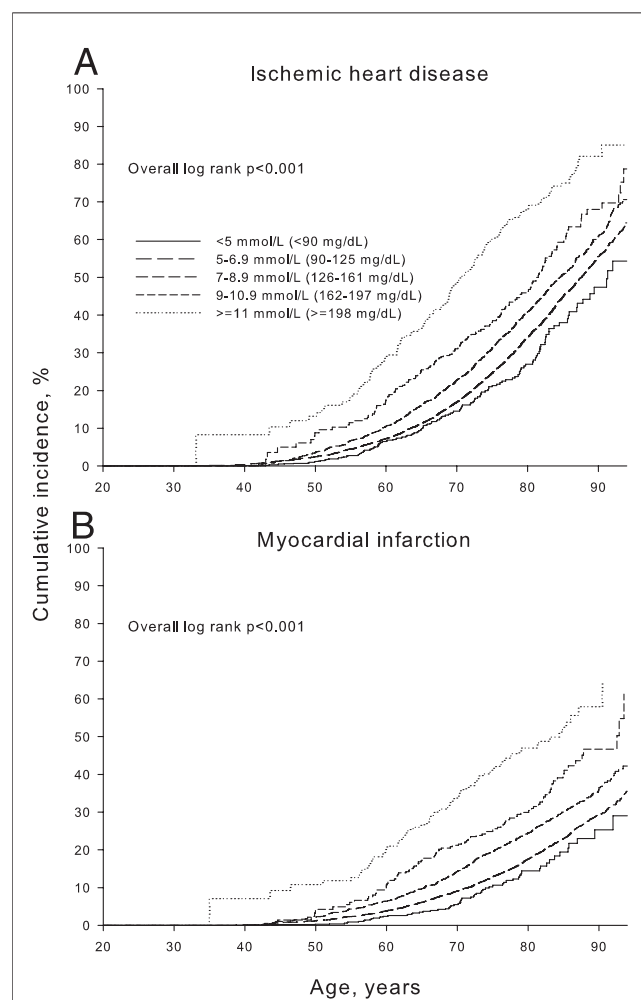 A
Ischemic heart disease
100
90
80
Overall log rank p<0.001
70
60
<5 mmol/L (<90 mg/dL)
5-6.9 mmol/L (90-125 mg/dL)
50
7-8.9 mmol/L (126-161 mg/dL)
9-10.9 mmol/L (162-197 mg/dL)
40
>=11 mmol/L (>=198 mg/dL)
30
20
10
0
20 30 40 50 60 70 80 90
Cumulative incidence, %
B
Myocardial infarction
100
90
80
Overall log rank p<0.001
70
60
50
40
30
20
10
0
20 30 40 50 60 70 80 90
Age, years